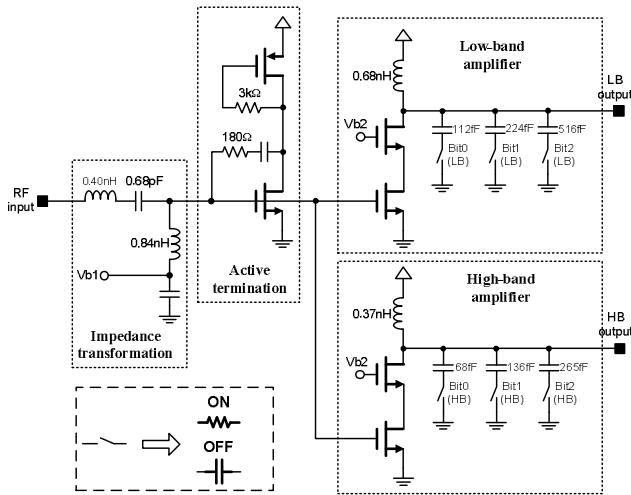 Low-band
amplifier
0.68nH
LB
output
Vb2
112fF
224fF
516fF
Bit0
(LB)
Bit1
(LB)
Bit2
(LB)
3kΩ
180Ω
Active
termination
RF
input
0.40nH
0.68pF
0.84nH
Vb1
Impedance
transformation
High-band
amplifier
0.37nH
HB
output
Vb2
68fF
136fF
265fF
Bit0
(HB)
Bit1
(HB)
Bit2
(HB)
ON
OFF